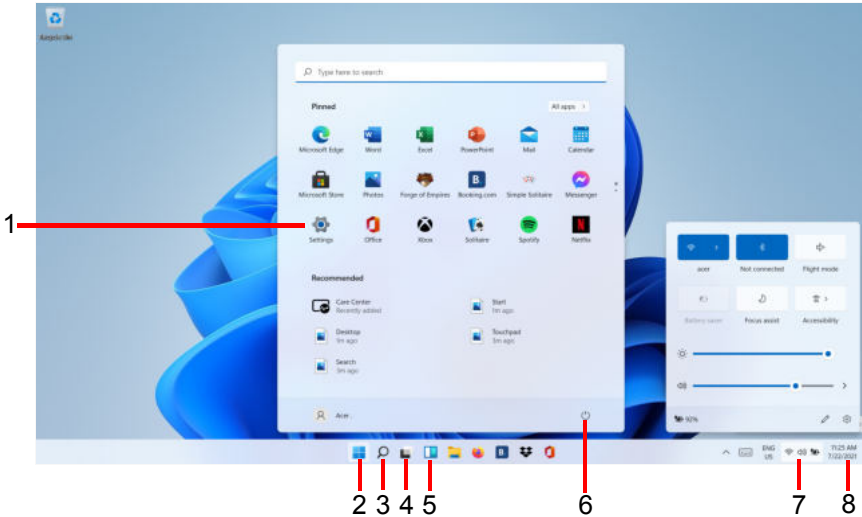 Type here to search
Pinned
All apps >
Microsoft Edge Word Excel PowerPoint Mail Calendar
Microsoft Store Photos Forge of Empires Booking.com Simple Solitaire Messenger
1
Settings Office Xbox Solitaire Spotify Netflix
Recommended
Care Center
Recently added
Start
1m ago
Desktop
1m ago
Touchpad
3m ago
Search
3m ago
Acer .
acer Not connected Flight mode
Battery saver Focus assist Accessibility
90%
ENG
US
11:25 AM
7/22/2021
2 3 4 5 6 7 8